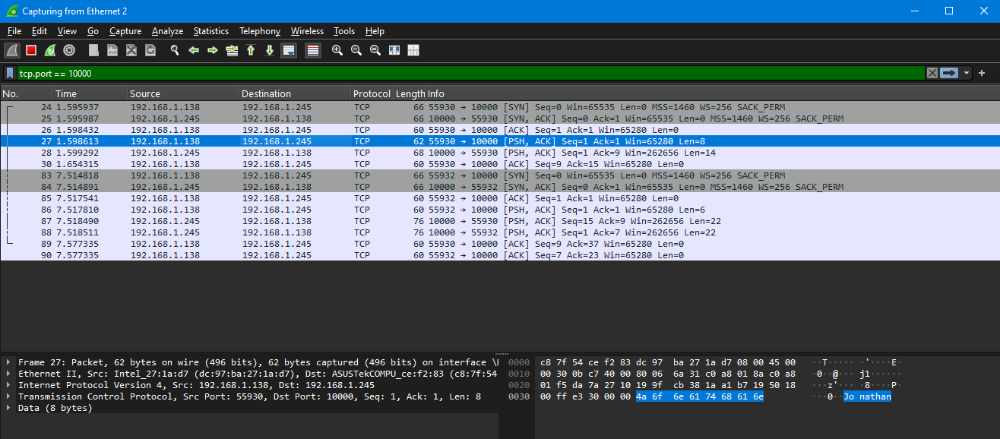 Capturing from Ethernet 2
File Edit View Go Capture Analyze Statistics Telephony Wireless Tools Help
tcp.port == 10000
No. Time Source Destination Protocol Length Info
24 1.595937 192.168.1.138 192.168.1.245 TCP 66 55930 → 10000 [SYN] Seq=0 Win=65535 Len=0 MSS=1460 WS=256 SACK_PERM
25 1.595987 192.168.1.245 192.168.1.138 TCP 66 10000 → 55930 [SYN, ACK] Seq=0 Ack=1 Win=65535 Len=0 MSS=1460 WS=256 SACK_PERM
26 1.598432 192.168.1.138 192.168.1.245 TCP 60 55930 → 10000 [ACK] Seq=1 Ack=1 Win=65280 Len=0
27 1.598613 192.168.1.138 192.168.1.245 TCP 62 55930 → 10000 [PSH, ACK] Seq=1 Ack=1 Win=65280 Len=8
28 1.599292 192.168.1.245 192.168.1.138 TCP 68 10000 → 55930 [PSH, ACK] Seq=1 Ack=9 Win=262656 Len=14
30 1.654315 192.168.1.138 192.168.1.245 TCP 60 55930 → 10000 [ACK] Seq=9 Ack=15 Win=65280 Len=0
83 7.514818 192.168.1.138 192.168.1.245 TCP 66 55932 → 10000 [SYN] Seq=0 Win=65535 Len=0 MSS=1460 WS=256 SACK_PERM
84 7.514891 192.168.1.245 192.168.1.138 TCP 66 10000 → 55932 [SYN, ACK] Seq=0 Ack=1 Win=65535 Len=0 MSS=1460 WS=256 SACK_PERM
85 7.517541 192.168.1.138 192.168.1.245 TCP 60 55932 → 10000 [ACK] Seq=1 Ack=1 Win=65280 Len=0
86 7.517810 192.168.1.138 192.168.1.245 TCP 60 55932 → 10000 [PSH, ACK] Seq=1 Ack=1 Win=65280 Len=6
87 7.518490 192.168.1.245 192.168.1.138 TCP 76 10000 → 55930 [PSH, ACK] Seq=15 Ack=9 Win=262656 Len=22
88 7.518511 192.168.1.245 192.168.1.138 TCP 76 10000 → 55932 [PSH, ACK] Seq=1 Ack=7 Win=262656 Len=22
89 7.577335 192.168.1.138 192.168.1.245 TCP 60 55930 → 10000 [ACK] Seq=9 Ack=37 Win=65280 Len=0
90 7.577335 192.168.1.138 192.168.1.245 TCP 60 55932 → 10000 [ACK] Seq=7 Ack=23 Win=65280 Len=0
Frame 27: Packet, 62 bytes on wire (496 bits), 62 bytes captured (496 bits) on interface \
Ethernet II, Src: Intel_27:1a:d7 (dc:97:ba:27:1a:d7), Dst: ASUSTekCOMPU_ce:f2:83 (c8:7f:54
Internet Protocol Version 4, Src: 192.168.1.138, Dst: 192.168.1.245
Transmission Control Protocol, Src Port: 55930, Dst Port: 10000, Seq: 1, Ack: 1, Len: 8
Data (8 bytes)
0000 c8 7f 54 ce f2 83 dc 97 ba 27 1a d7 08 00 45 00 ··T····· ·'····E·
0010 00 30 0b c7 40 00 80 06 6a 31 c0 a8 01 8a c0 a8 ·0··@··· j1······
0020 01 f5 da 7a 27 10 19 9f cb 38 1a a1 b7 19 50 18 ···z'··· ·8····P·
0030 00 ff e3 30 00 00 4a 6f 6e 61 74 68 61 6e ···0··Jo nathan